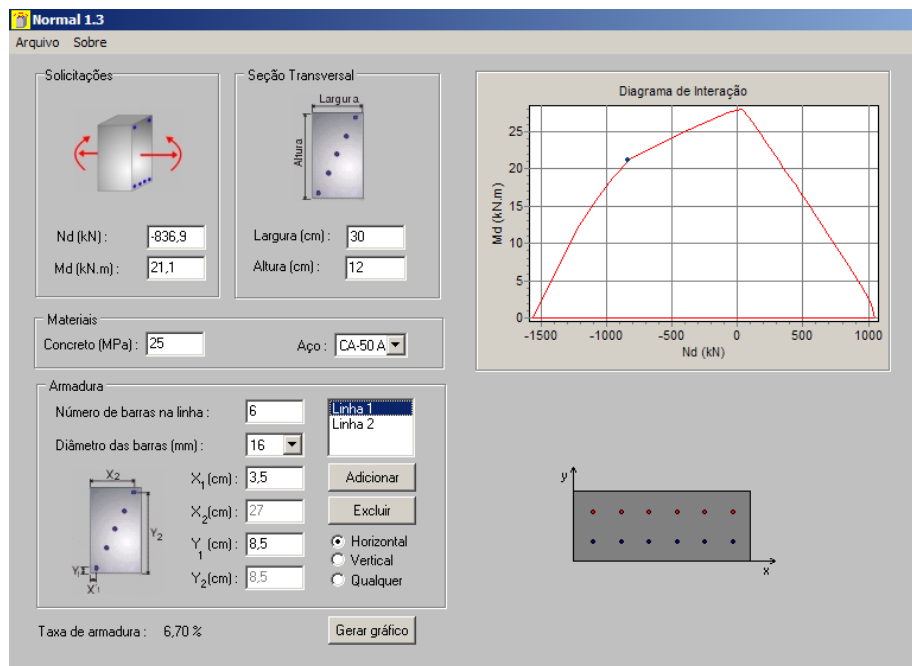 Normal 1.3
Arquivo Sobre
Solicitações
Nd (kN) : -836,9
Md (kN.m) : 21,1
Seção Transversal
Largura
Altura
Largura (cm) : 30
Altura (cm) : 12
Materiais
Concreto (MPa) : 25
Aço : CA-50 A
Armadura
Número de barras na linha : 6
Diâmetro das barras (mm) : 16
Linha 1
Linha 2
X2
Y2
Y1
X1
X1 (cm) : 3,5
X2 (cm) : 27
Y1 (cm) : 8,5
Y2(cm) : 8,5
Adicionar
Excluir
Horizontal
Vertical
Qualquer
Taxa de armadura : 6,70 %
Gerar gráfico
Diagrama de Interação
Md (kN.m)
25
20
15
10
5
0
-1500 -1000 -500 0 500 1000
Nd (kN)
y
x